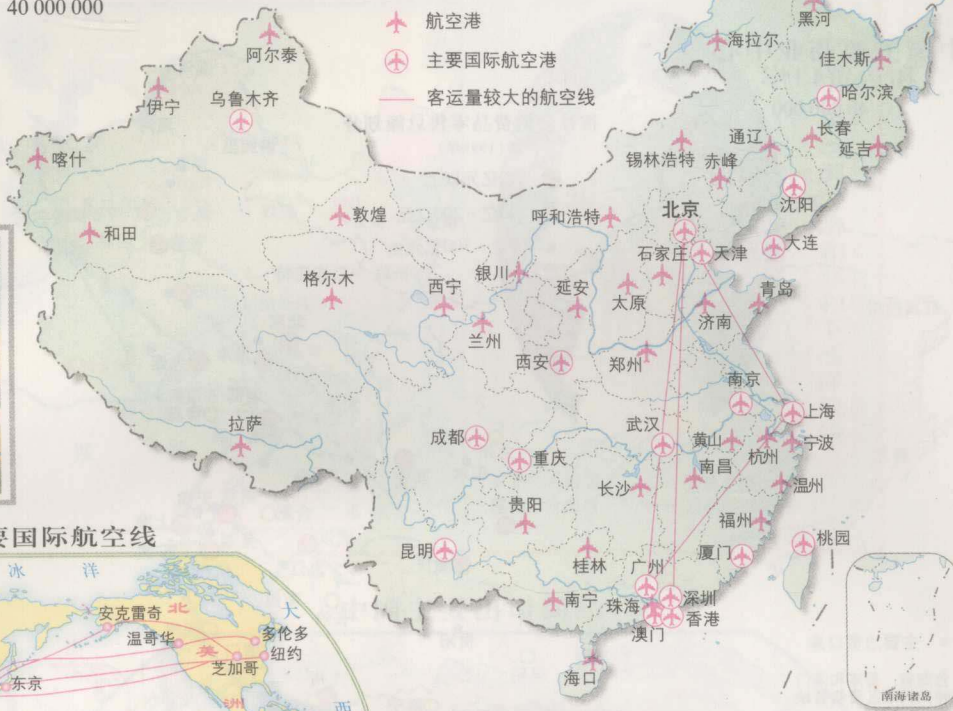 40 000 000
航空港
主要国际航空港
客运量较大的航空线
黑河
海拉尔
佳木斯
阿尔泰
伊宁
乌鲁木齐
哈尔滨
喀什
通辽
长春
延吉
锡林浩特
赤峰
沈阳
和田
敦煌
呼和浩特
北京
大连
石家庄
天津
格尔木
西宁
银川
延安
太原
青岛
济南
兰州
西安
郑州
南京
上海
拉萨
成都
武汉
黄山
杭州
宁波
重庆
南昌
长沙
温州
贵阳
福州
昆明
桂林
厦门
桃园
广州
南宁
珠海
深圳
香港
澳门
海口
南海诸岛
要国际航空线
冰 洋
大
西
北
美
洲
安克雷奇
温哥华
多伦多
纽约
芝加哥
东京